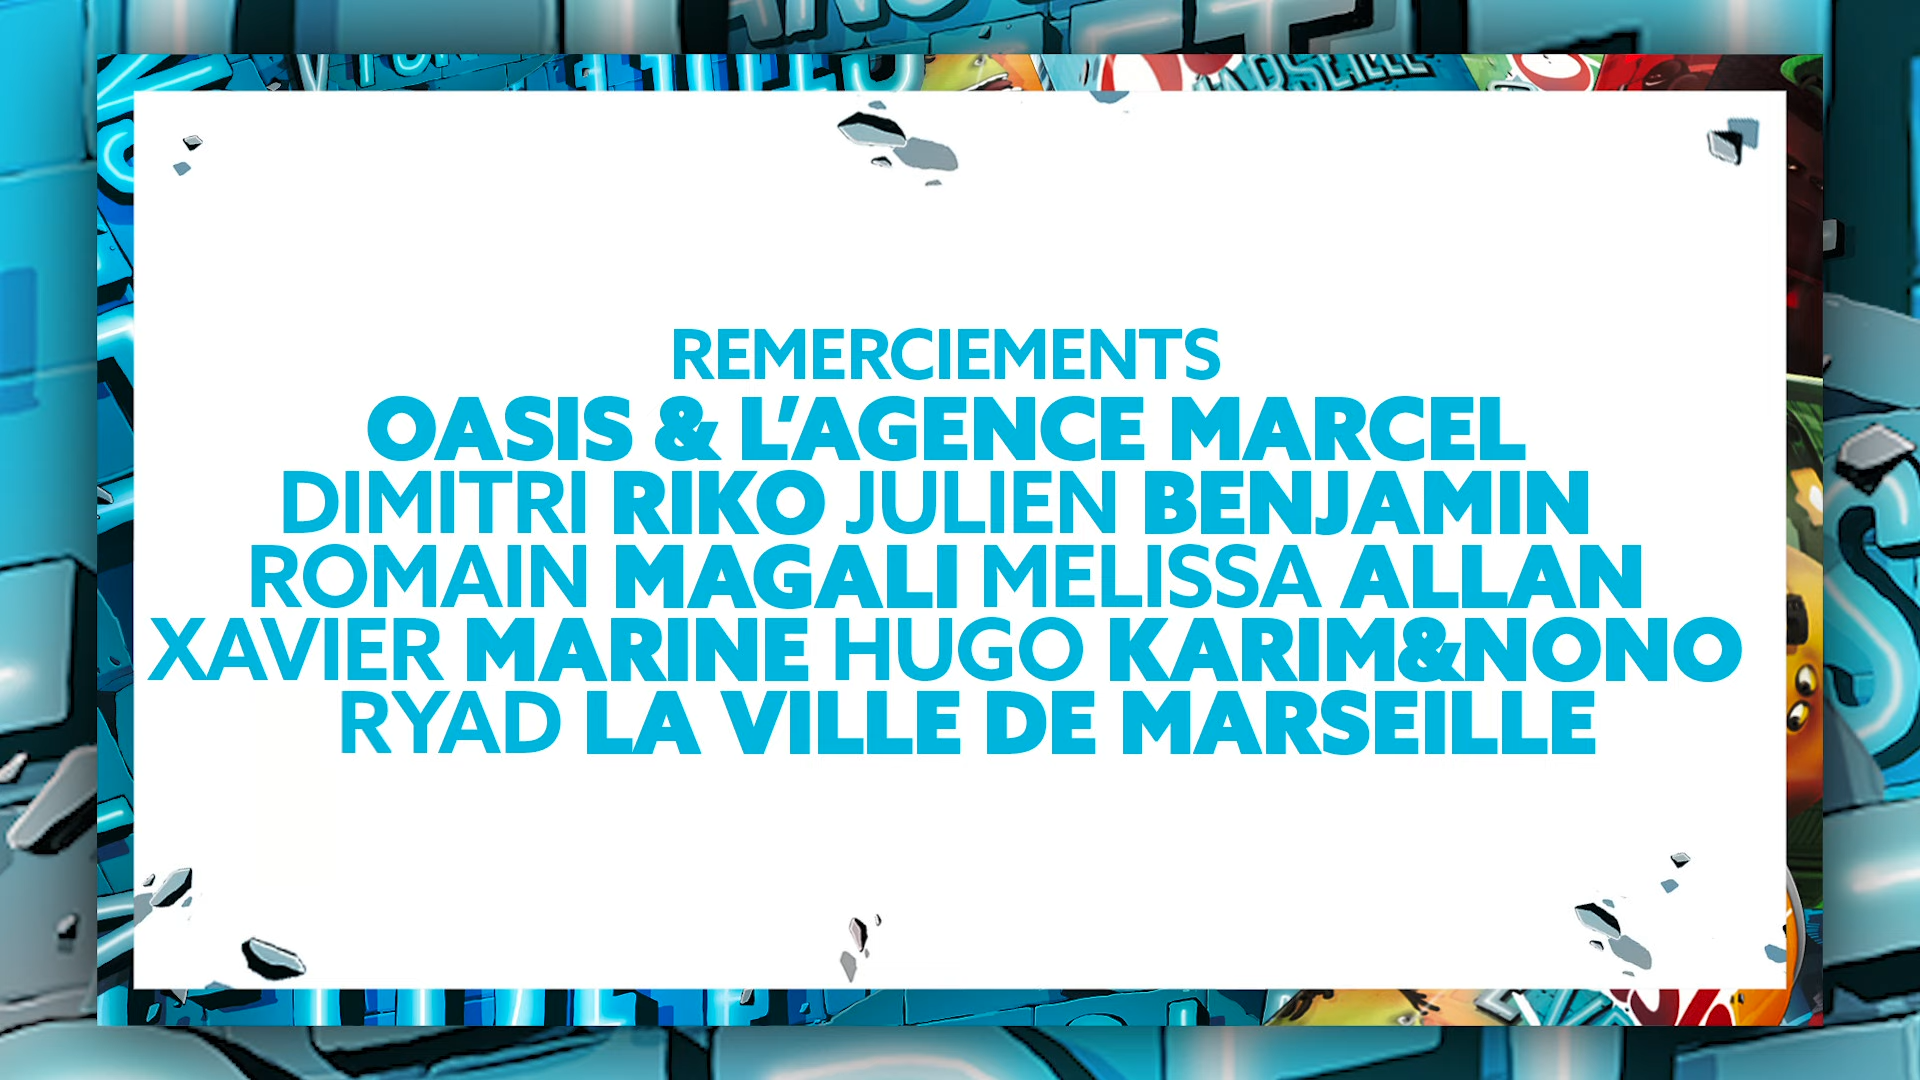 REMERCIEMENTS
OASIS & L’AGENCE MARCEL
DIMITRI RIKO JULIEN BENJAMIN
ROMAIN MAGALI MELISSA ALLAN
XAVIER MARINE HUGO KARIM&NONO
RYAD LA VILLE DE MARSEILLE